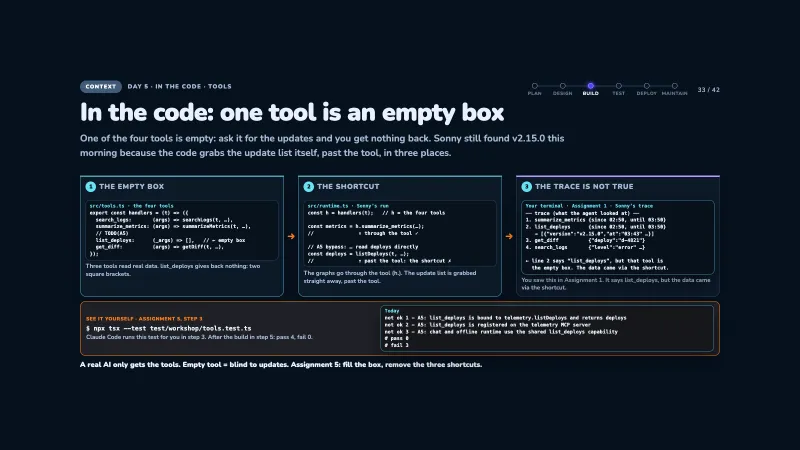 CONTEXT DAY 5 · IN THE CODE · TOOLS
PLAN DESIGN BUILD TEST DEPLOY MAINTAIN
33 / 42
In the code: one tool is an empty box
One of the four tools is empty: ask it for the updates and you get nothing back. Sonny still found v2.15.0 this
morning because the code grabs the update list itself, past the tool, in three places.
1 THE EMPTY BOX
src/tools.ts · the four tools
export const handlers = (t) => ({
search_logs: (args) => searchLogs(t, …),
summarize_metrics: (args) => summarizeMetrics(t, …),
// TODO(A5)
list_deploys: (_args) => [], // ← empty box
get_diff: (args) => getDiff(t, …),
});
Three tools read real data. list_deploys gives back nothing: two
square brackets.
2 THE SHORTCUT
src/runtime.ts · Sonny's run
const h = handlers(t); // h = the four tools
const metrics = h.summarize_metrics(…);
// ↑ through the tool ✓
// A5 bypass: … read deploys directly
const deploys = listDeploys(t, …);
// ↑ past the tool: the shortcut ✗
The graphs go through the tool (h.). The update list is grabbed
straight away, past the tool.
3 THE TRACE IS NOT TRUE
Your terminal · Assignment 1 · Sonny's trace
── trace (what the agent looked at) ──
1. summarize_metrics {since 02:50, until 03:50}
2. list_deploys {since 02:50, until 03:50}
→ [{"version":"v2.15.0","at":"03:43" …}]
3. get_diff {"deploy":"d-4821"}
4. search_logs {"level":"error" …}
← line 2 says "list_deploys", but that tool is
the empty box. The data came via the shortcut.
You saw this in Assignment 1. It says list_deploys, but the data came
via the shortcut.
SEE IT YOURSELF · ASSIGNMENT 5, STEP 3
$ npx tsx --test test/workshop/tools.test.ts
Claude Code runs this test for you in step 3. After the build in step 5: pass 4, fail 0.
Today
not ok 1 — A5: list_deploys is bound to telemetry.listDeploys and returns deploys
not ok 2 — A5: list_deploys is registered on the telemetry MCP server
not ok 3 — A5: chat and offline runtime use the shared list_deploys capability
# pass 0
# fail 3
A real AI only gets the tools. Empty tool = blind to updates. Assignment 5: fill the box, remove the three shortcuts.